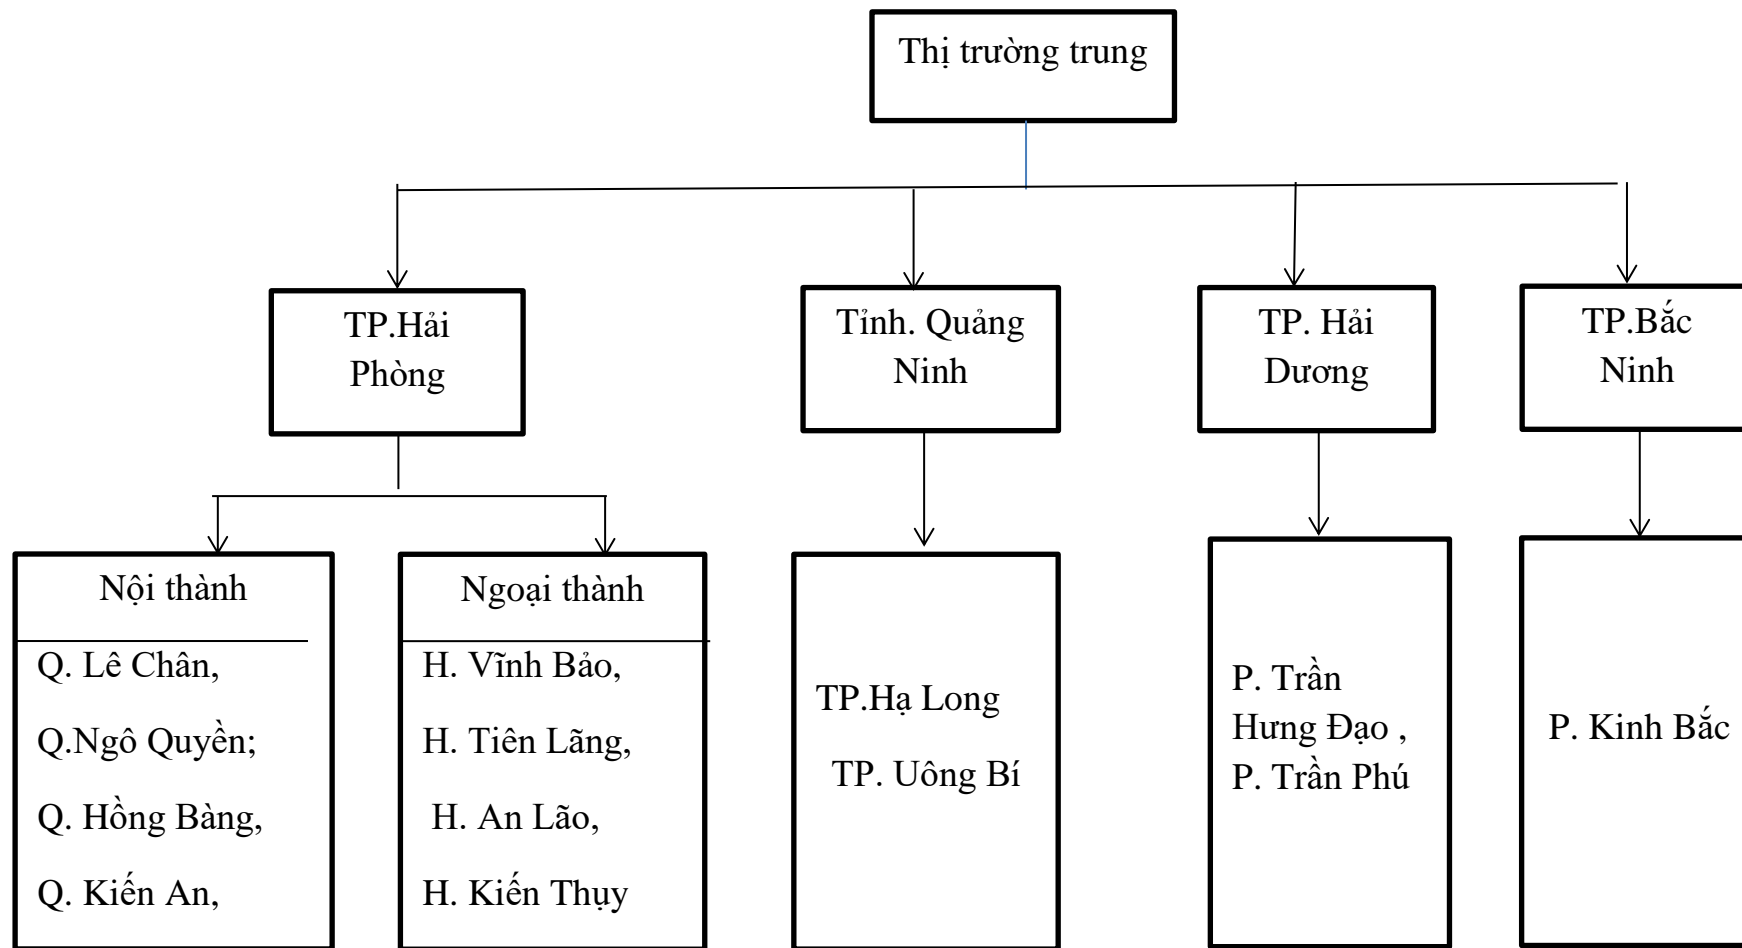 Thị trường trung
TP.Hải
Phòng
Tỉnh. Quảng
Ninh
TP. Hải
Dương
TP.Bắc
Ninh
Nội thành
Q. Lê Chân,
Q.Ngô Quyền;
Q. Hồng Bàng,
Q. Kiến An,
Ngoại thành
H. Vĩnh Bảo,
H. Tiên Lãng,
H. An Lão,
H. Kiến Thụy
TP.Hạ Long
TP. Uông Bí
P. Trần
Hưng Đạo ,
P. Trần Phú
P. Kinh Bắc